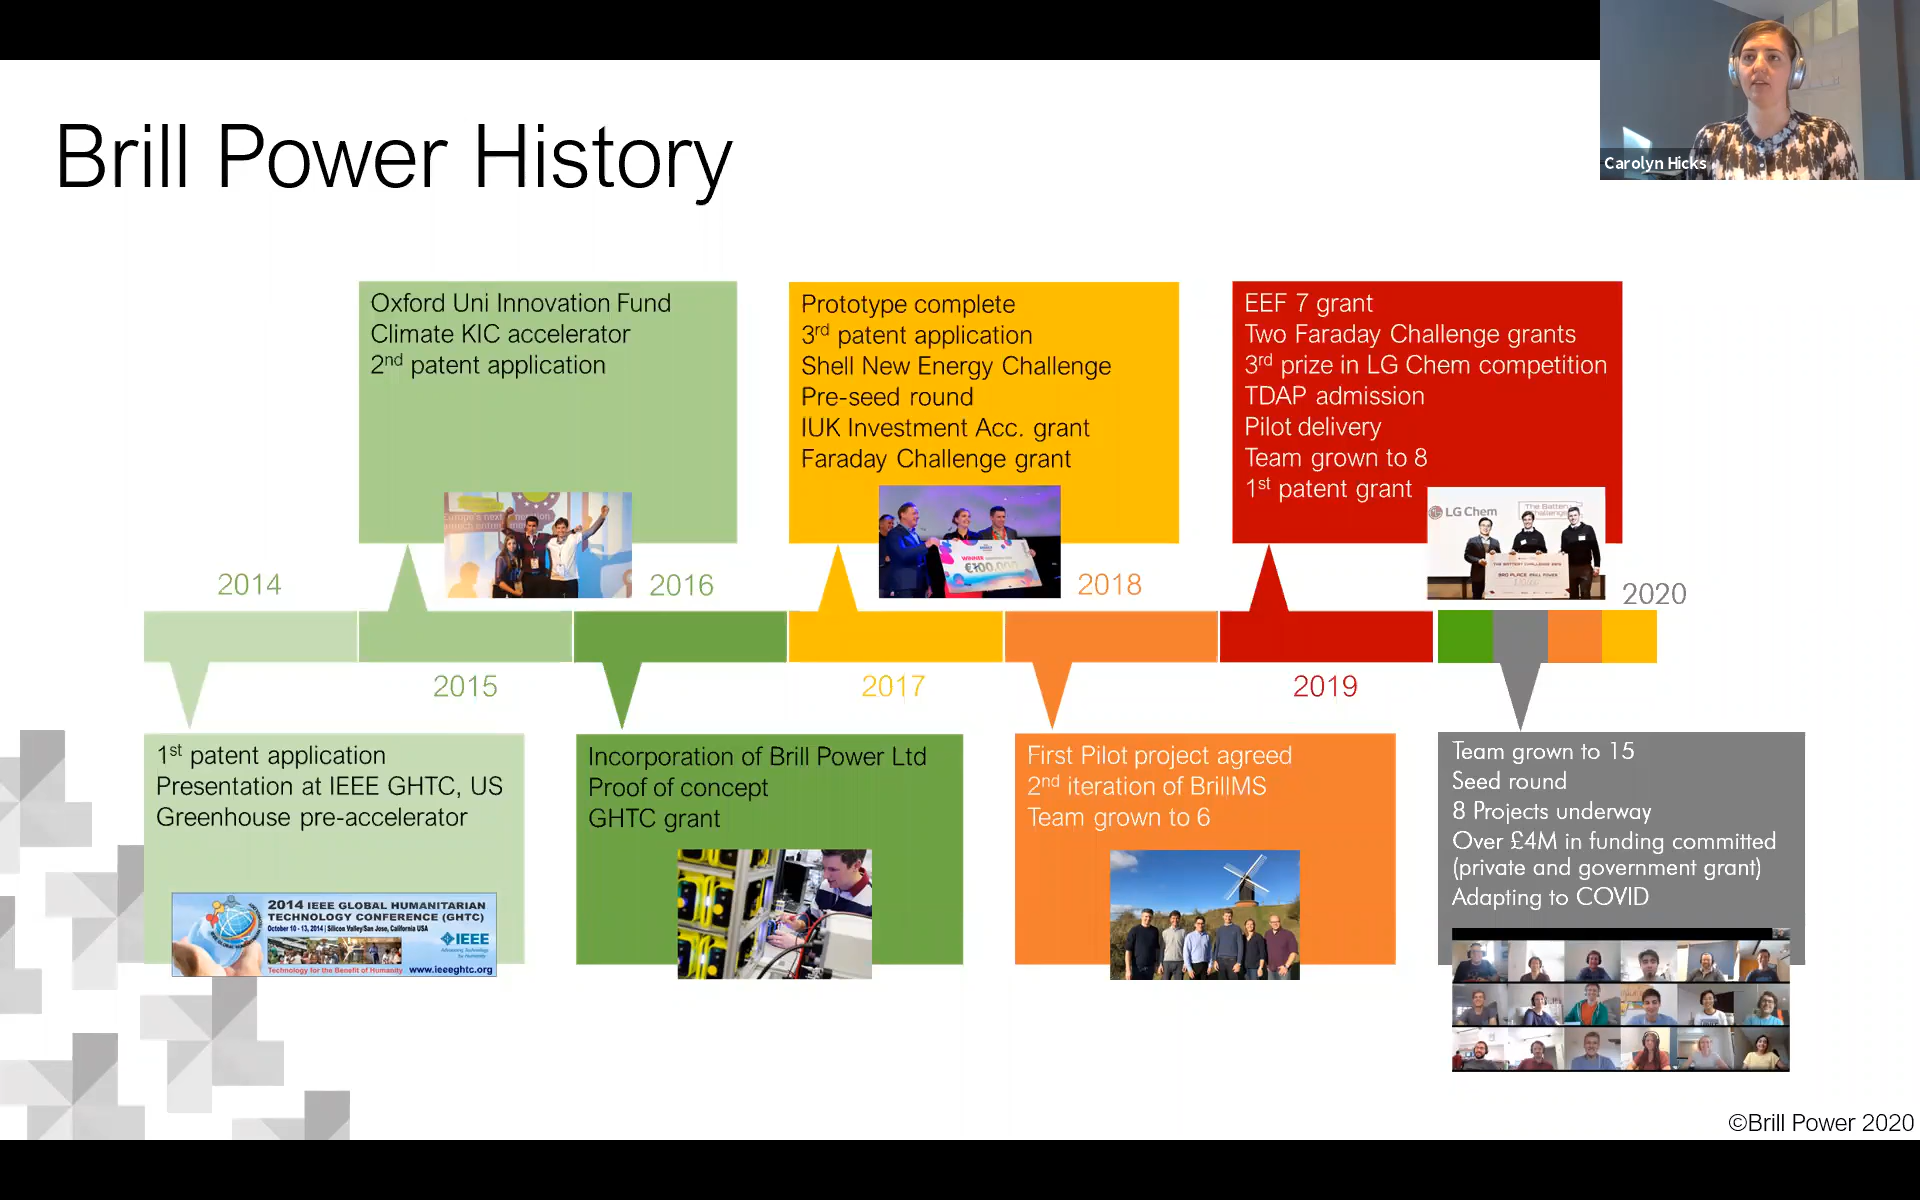 Carolyn Hicks
Brill Power History
Oxford Uni Innovation Fund
Climate KIC accelerator
2nd patent application
Prototype complete
3rd patent application
Shell New Energy Challenge
Pre-seed round
IUK Investment Acc. grant
Faraday Challenge grant
WINNER
€100,000
EEF 7 grant
Two Faraday Challenge grants
3rd prize in LG Chem competition
TDAP admission
Pilot delivery
Team grown to 8
1st patent grant
LG Chem
The Battery
Challenge
2014
2016
2018
2020
2015
2017
2019
1st patent application
Presentation at IEEE GHTC, US
Greenhouse pre-accelerator
2014 IEEE GLOBAL HUMANITARIAN
TECHNOLOGY CONFERENCE (GHTC)
October 10 - 13, 2014 | Silicon Valley/San Jose, California USA
IEEE
Technology for the Benefit of Humanity
www.ieeeghtc.org
Incorporation of Brill Power Ltd
Proof of concept
GHTC grant
First Pilot project agreed
2nd iteration of BrillMS
Team grown to 6
Team grown to 15
Seed round
8 Projects underway
Over £4M in funding committed
(private and government grant)
Adapting to COVID
©Brill Power 2020